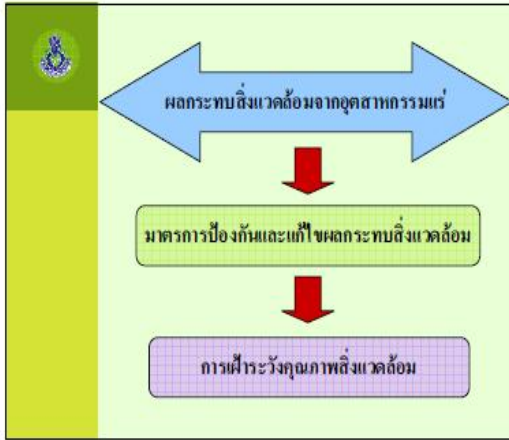 ผลกระทบสิ่งแวดล้อมจากอุตสาหกรรมแร่
มาตรการป้องกันและแก้ไขผลกระทบสิ่งแวดล้อม
การเฝ้าระวังคุณภาพสิ่งแวดล้อม